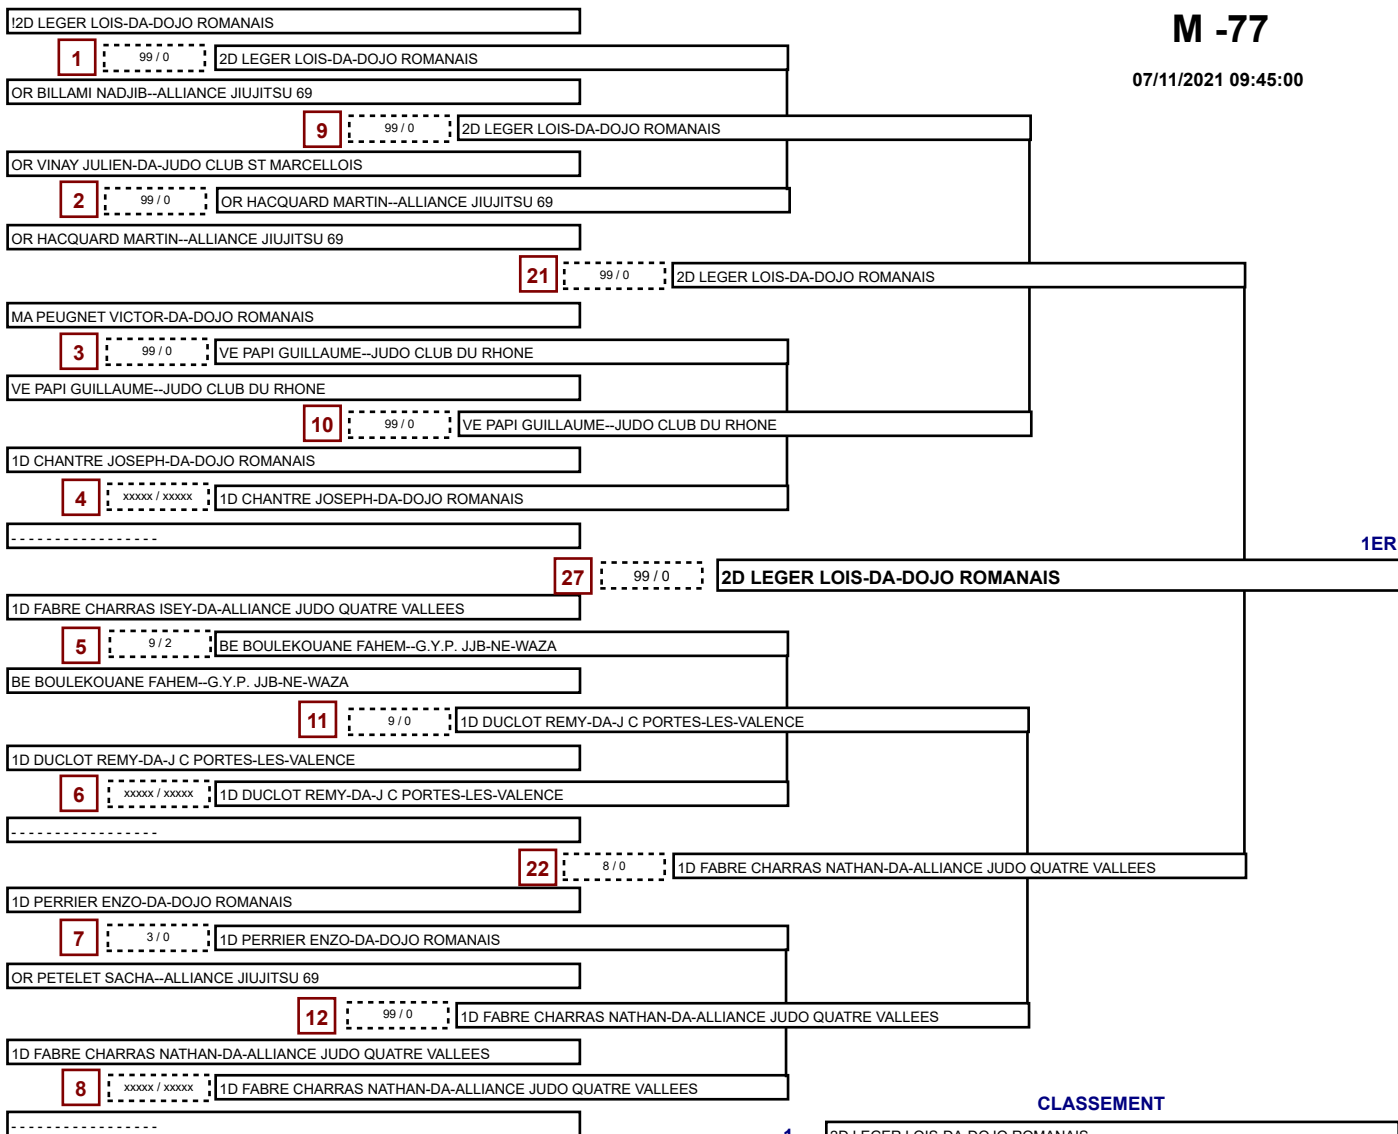 !2D LEGER LOIS-DA-DOJO ROMANAIS
M -77
1
99 / 0
2D LEGER LOIS-DA-DOJO ROMANAIS
07/11/2021 09:45:00
OR BILLAMI NADJIB--ALLIANCE JIUJITSU 69
9
99 / 0
2D LEGER LOIS-DA-DOJO ROMANAIS
OR VINAY JULIEN-DA-JUDO CLUB ST MARCELLOIS
2
99 / 0
OR HACQUARD MARTIN--ALLIANCE JIUJITSU 69
OR HACQUARD MARTIN--ALLIANCE JIUJITSU 69
21
99 / 0
2D LEGER LOIS-DA-DOJO ROMANAIS
MA PEUGNET VICTOR-DA-DOJO ROMANAIS
3
99 / 0
VE PAPI GUILLAUME--JUDO CLUB DU RHONE
VE PAPI GUILLAUME--JUDO CLUB DU RHONE
10
99 / 0
VE PAPI GUILLAUME--JUDO CLUB DU RHONE
1D CHANTRE JOSEPH-DA-DOJO ROMANAIS
4
xxxxx / xxxxx
1D CHANTRE JOSEPH-DA-DOJO ROMANAIS
- - - - - - - - - - - - - - - - -
1ER
27
99 / 0
2D LEGER LOIS-DA-DOJO ROMANAIS
1D FABRE CHARRAS ISEY-DA-ALLIANCE JUDO QUATRE VALLEES
5
9 / 2
BE BOULEKOUANE FAHEM--G.Y.P. JJB-NE-WAZA
BE BOULEKOUANE FAHEM--G.Y.P. JJB-NE-WAZA
11
9 / 0
1D DUCLOT REMY-DA-J C PORTES-LES-VALENCE
1D DUCLOT REMY-DA-J C PORTES-LES-VALENCE
6
xxxxx / xxxxx
1D DUCLOT REMY-DA-J C PORTES-LES-VALENCE
- - - - - - - - - - - - - - - - -
22
8 / 0
1D FABRE CHARRAS NATHAN-DA-ALLIANCE JUDO QUATRE VALLEES
1D PERRIER ENZO-DA-DOJO ROMANAIS
7
3 / 0
1D PERRIER ENZO-DA-DOJO ROMANAIS
OR PETELET SACHA--ALLIANCE JIUJITSU 69
12
99 / 0
1D FABRE CHARRAS NATHAN-DA-ALLIANCE JUDO QUATRE VALLEES
1D FABRE CHARRAS NATHAN-DA-ALLIANCE JUDO QUATRE VALLEES
8
xxxxx / xxxxx
1D FABRE CHARRAS NATHAN-DA-ALLIANCE JUDO QUATRE VALLEES
CLASSEMENT
- - - - - - - - - - - - - - - - -
1
2D LEGER LOIS-DA-DOJO ROMANAIS